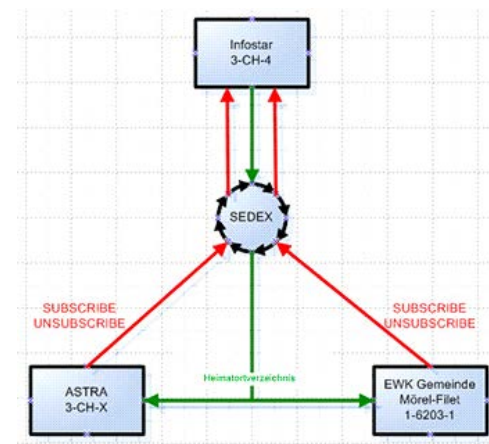 Infostar
3-CH-4
SEDEX
SUBSCRIBE
UNSUBSCRIBE
SUBSCRIBE
UNSUBSCRIBE
Heimatortverzeichnis
ASTRA
3-CH-X
EWK Gemeinde
Mörel-Filet
1-6203-1